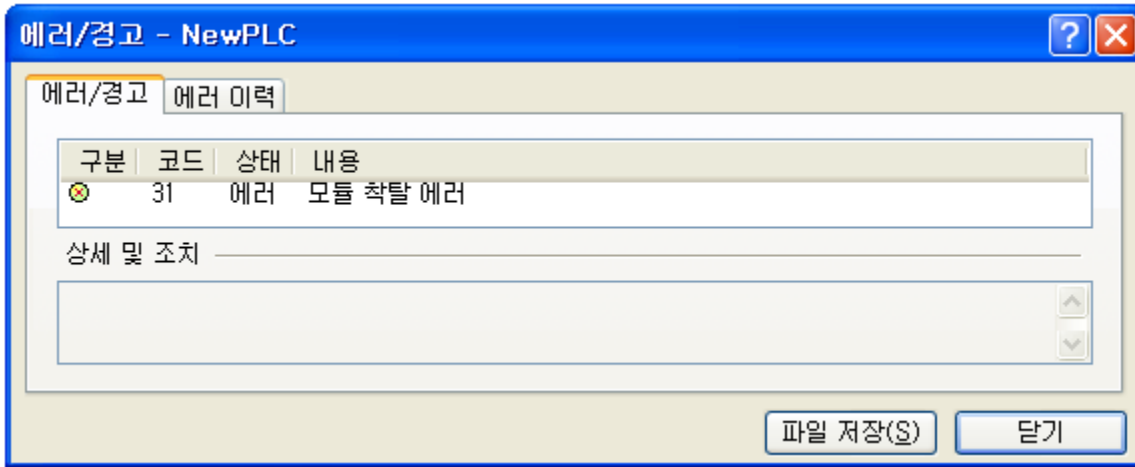 에러/경고 - NewPLC
에러/경고 에러 이력
구분 코드 상태 내용
31 에러 모듈 착탈 에러
상세 및 조치
파일 저장(S) 닫기